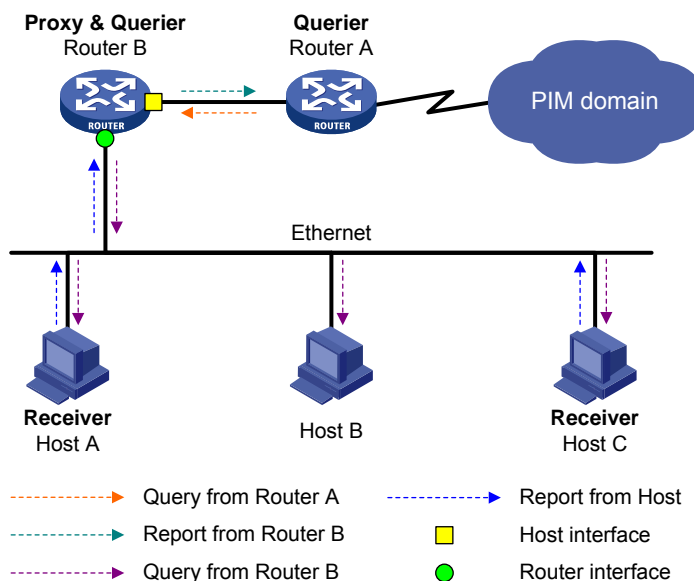 Proxy & Querier
Router B
Querier
Router A
ROUTER
ROUTER
PIM domain
Ethernet
Receiver
Host A
Host B
Receiver
Host C
Query from Router A
Report from Host
Report from Router B
Host interface
Query from Router B
Router interface